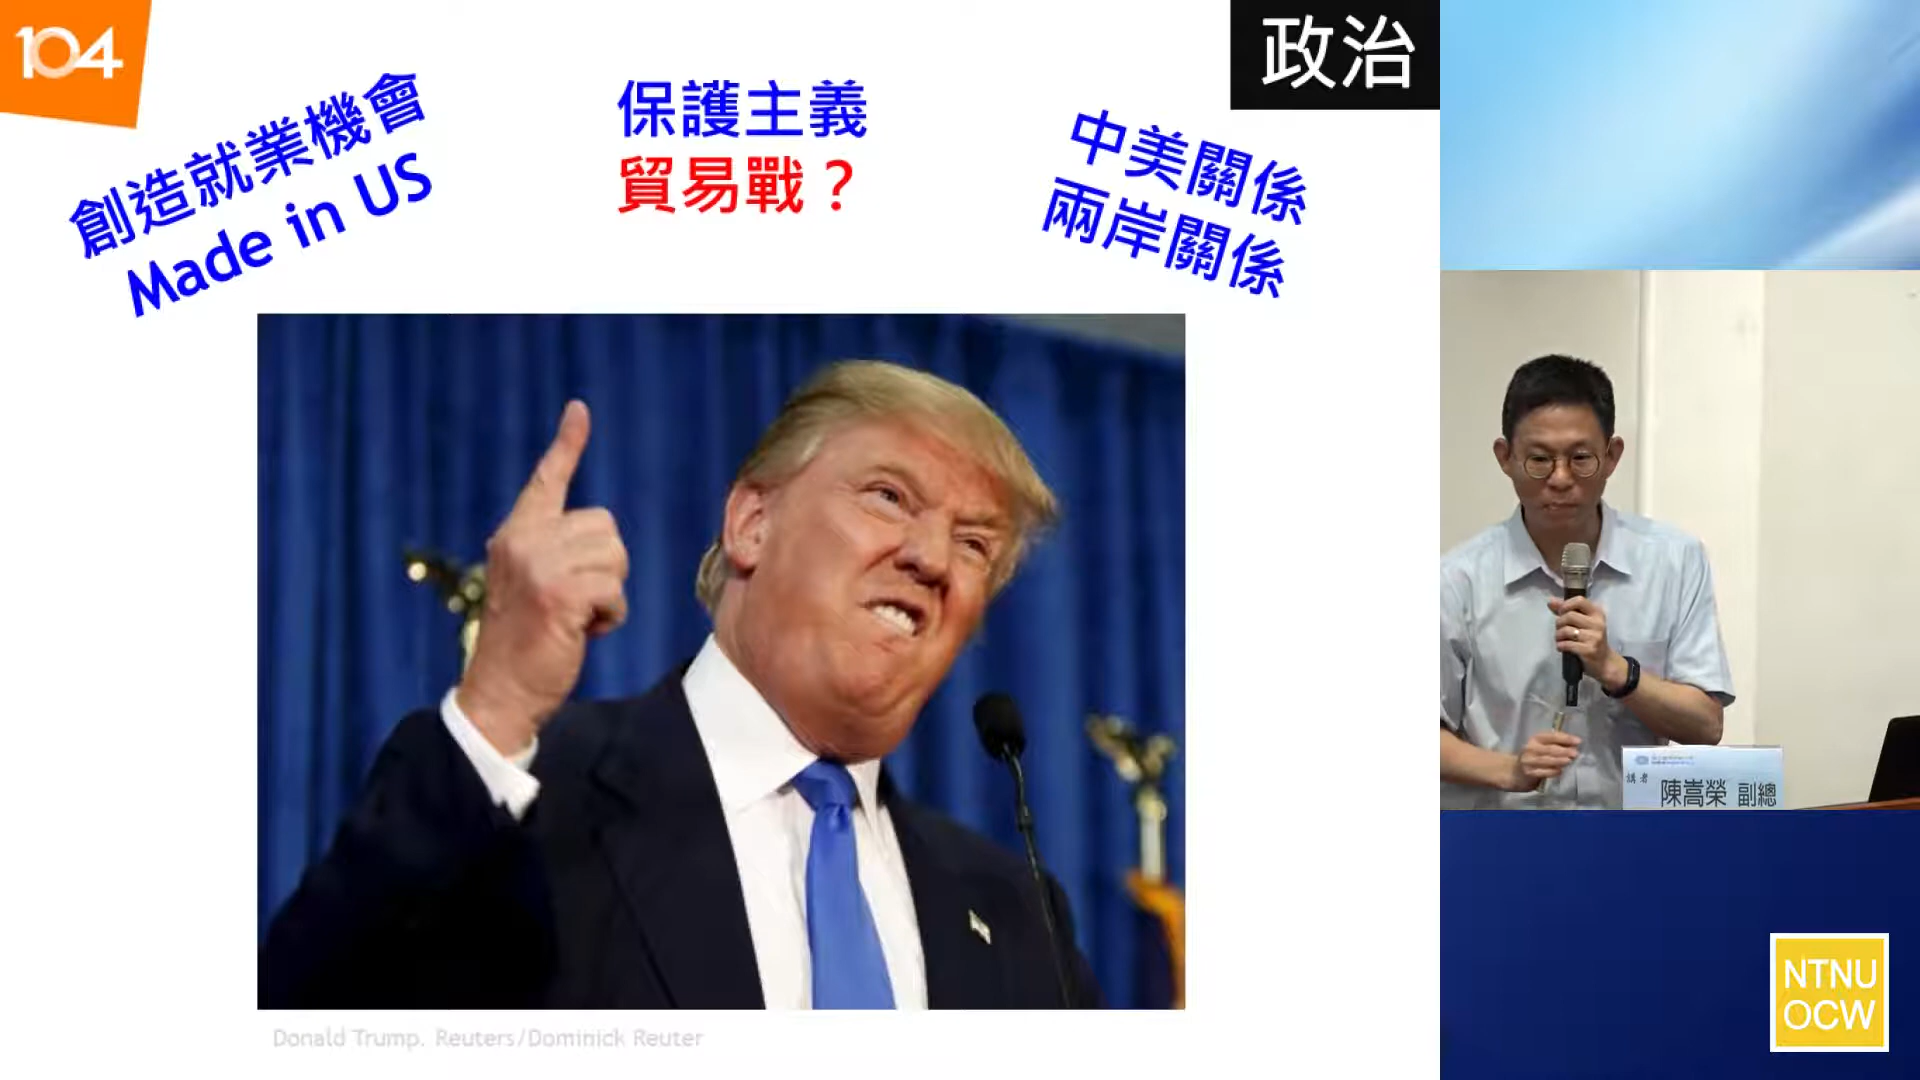 104
創造就業機會
Made in US
保護主義
貿易戰？
中美關係
兩岸關係
政治
Donald Trump. Reuters/Dominick Reuter
講者
陳嵩榮 副總
NTNU
OCW